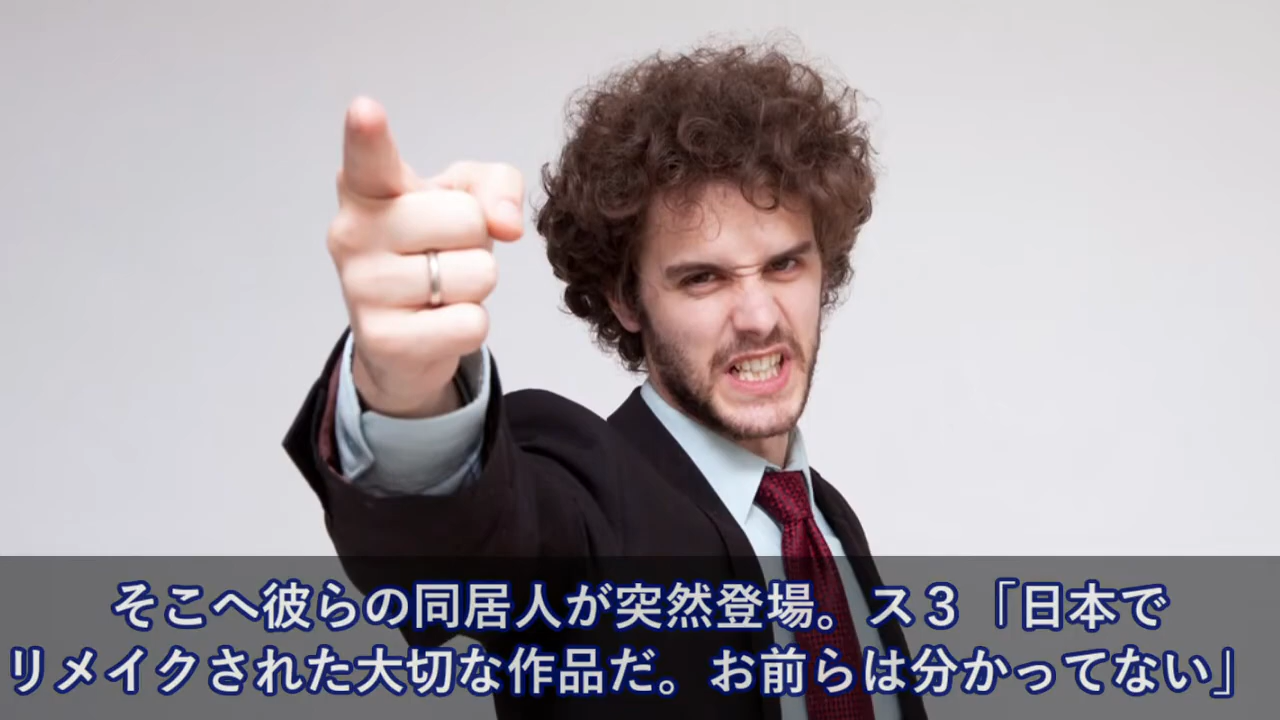 そこへ彼らの同居人が突然登場。ス３「日本で
リメイクされた大切な作品だ。お前らは分かってない」